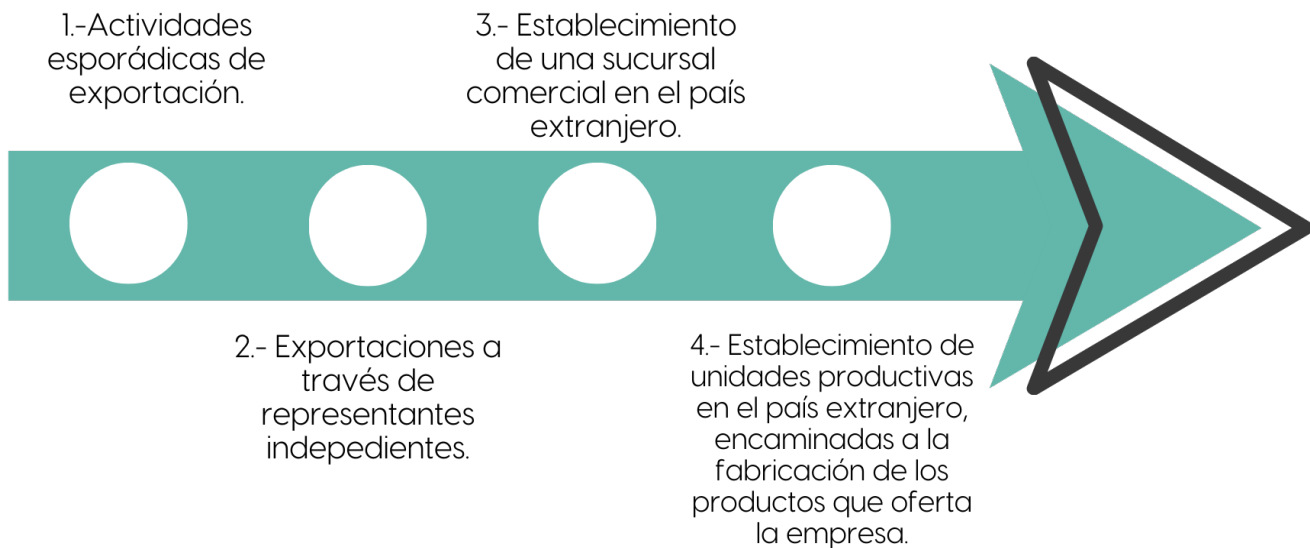 1.-Actividades
esporádicas de
exportación.
2.- Exportaciones a
través de
representantes
indepedientes.
3.- Establecimiento
de una sucursal
comercial en el país
extranjero.
4.- Establecimiento de
unidades productivas
en el país extranjero,
encaminadas a la
fabricación de los
productos que oferta
la empresa.